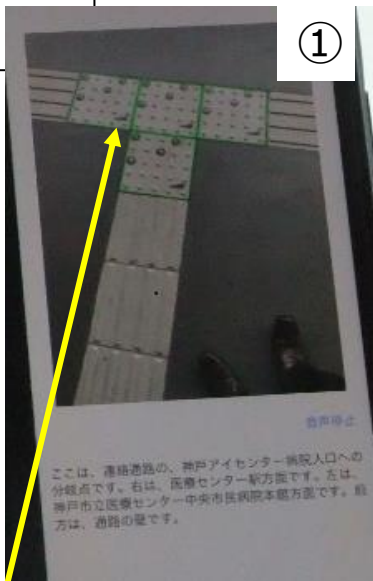 ①
音声停止
ここは、連絡通路の、神戸アイセンター病院入口への
分岐点です。右は、医療センター駅方面です。左は、
神戸市立医療センター中央市民病院本館方面です。前
方は、通路の壁です。